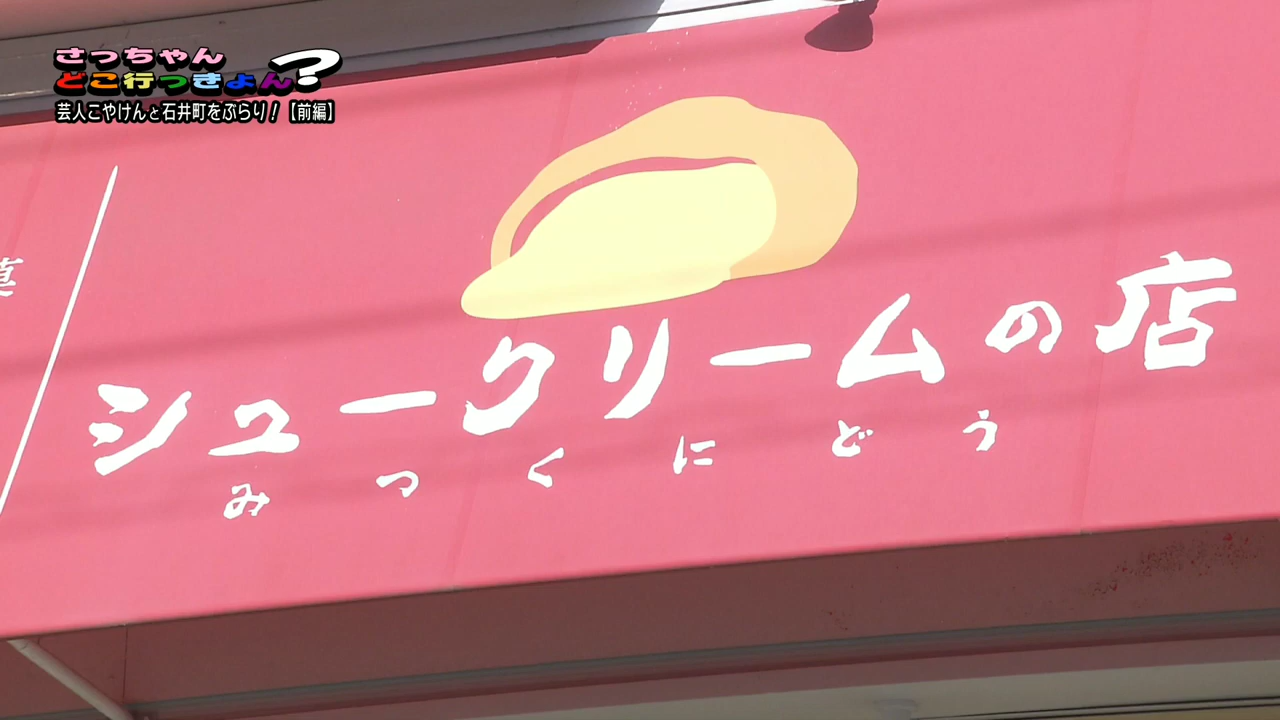 さっちゃん
どこ行っきょん?
芸人こやけんと石井町をぶらり!【前編】
菓
シュークリームの店
みつくにどう